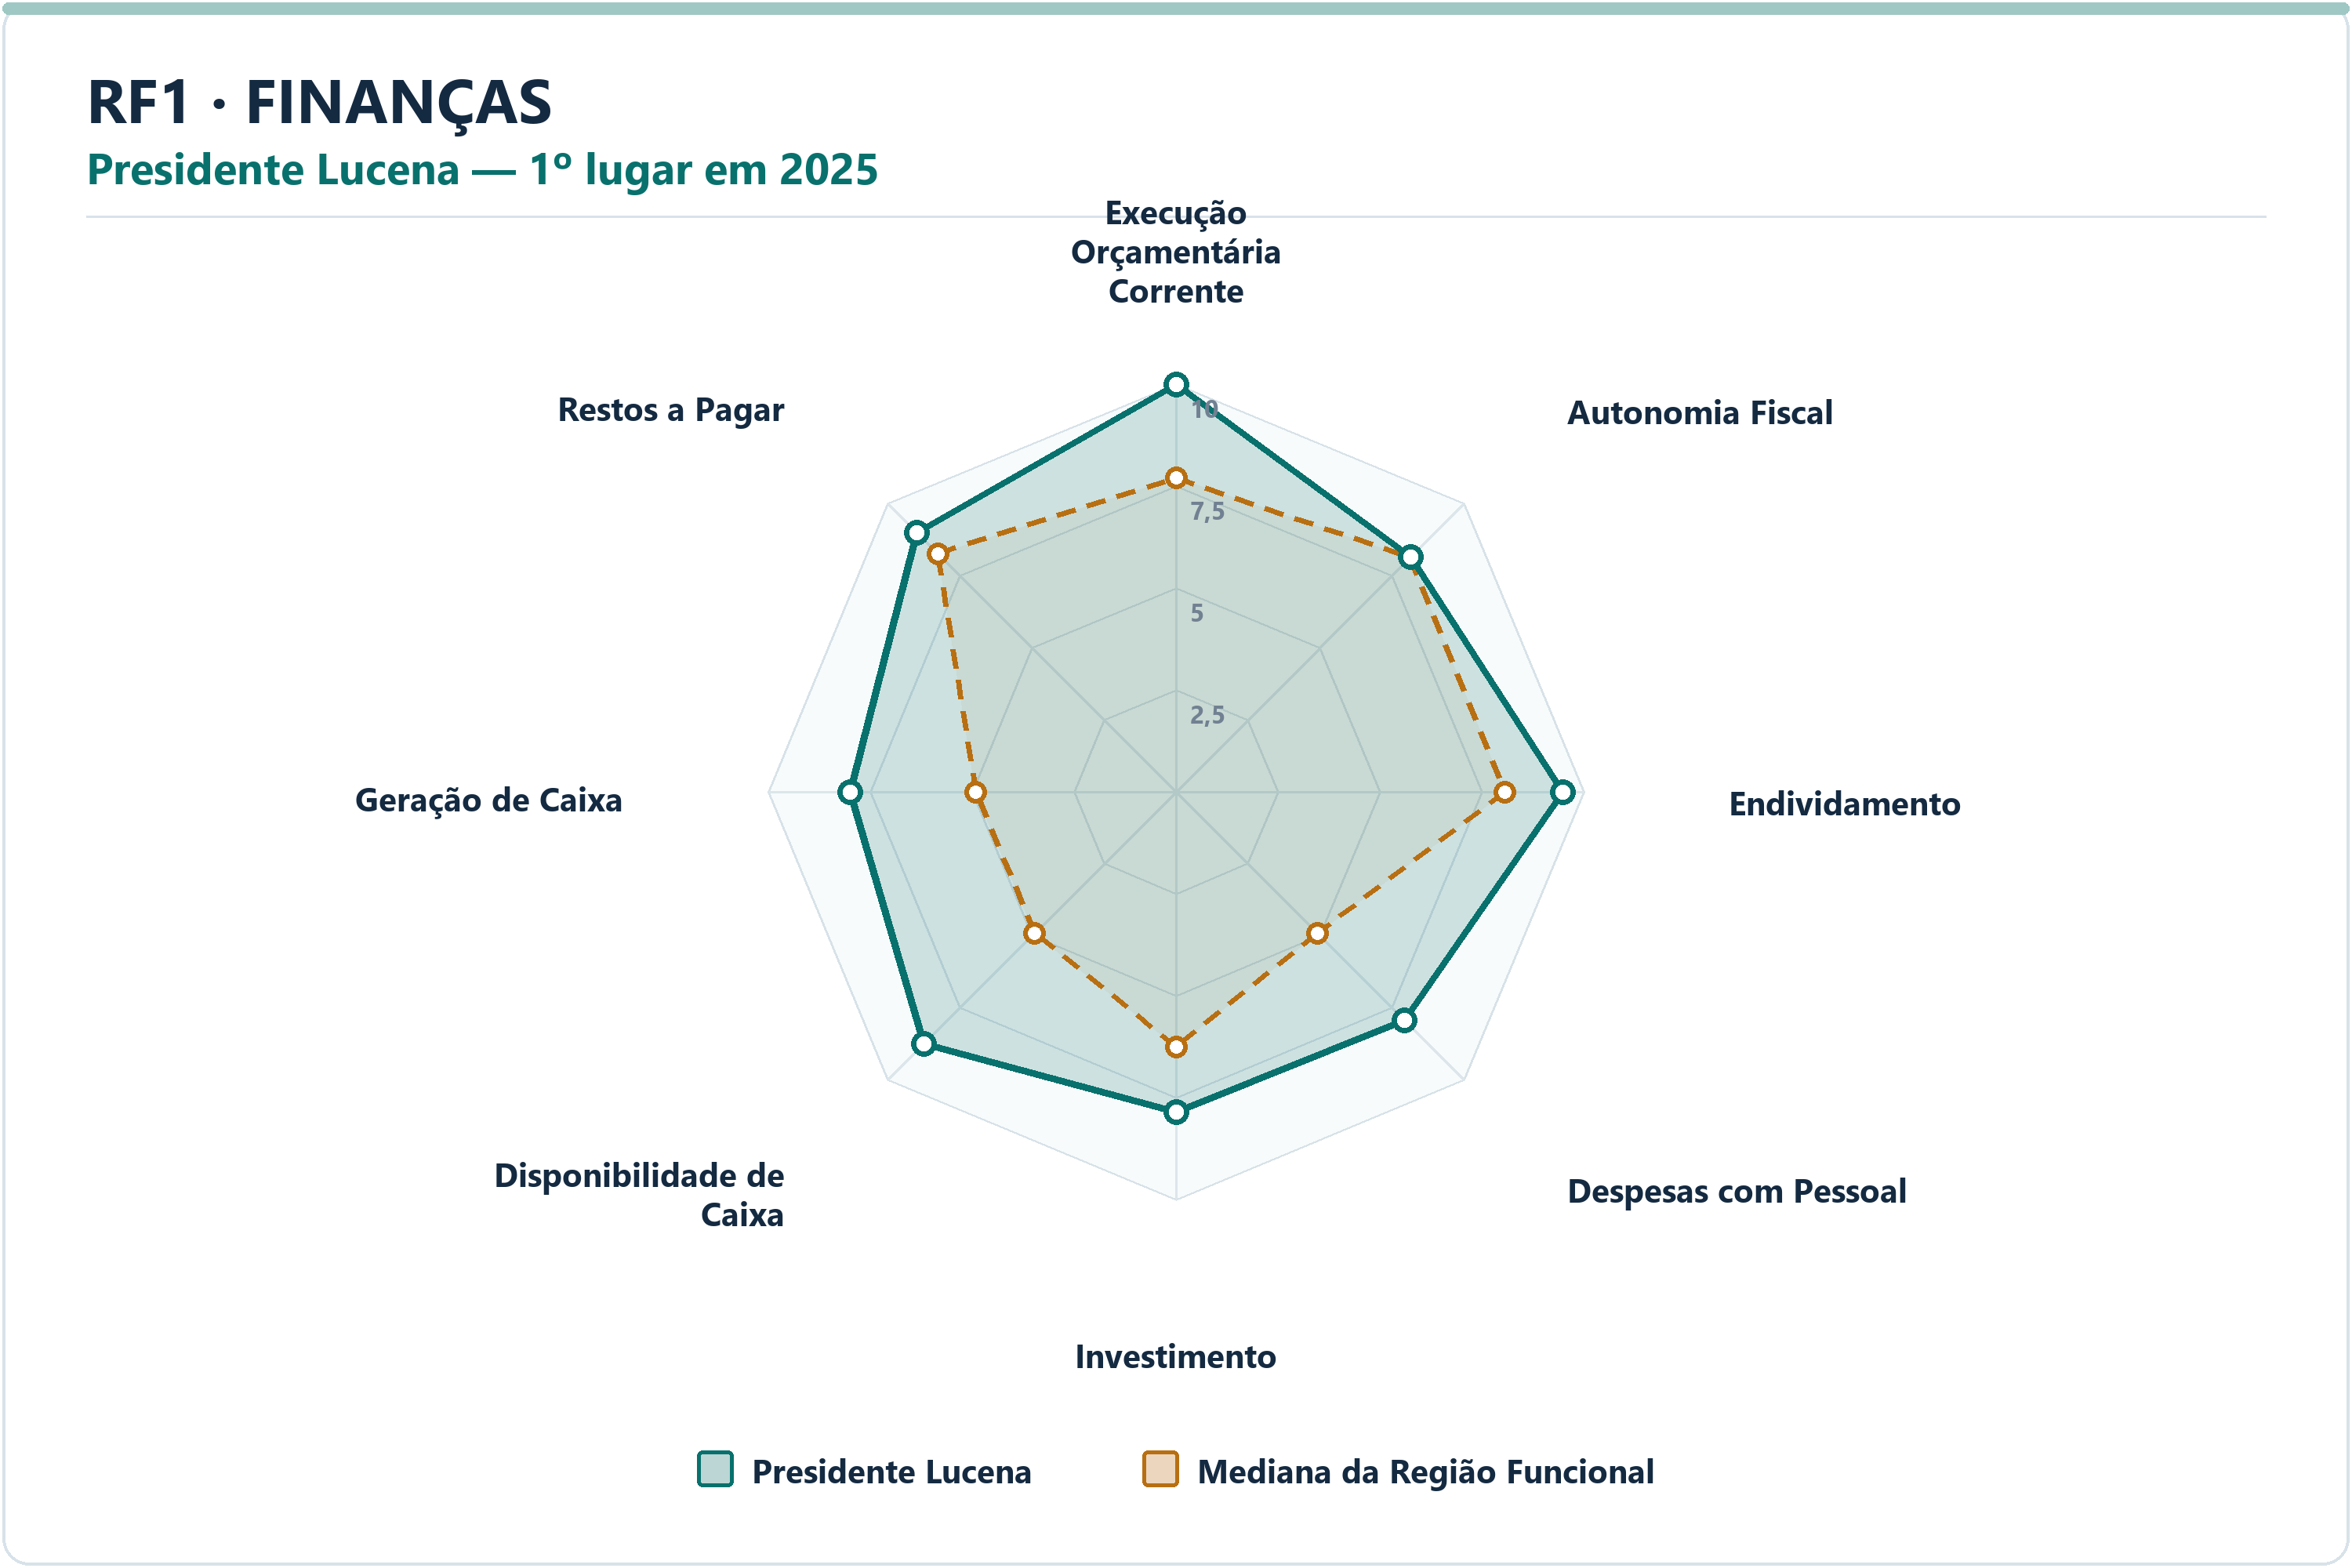 RF1 · FINANÇAS
Presidente Lucena — 1º lugar em 2025
Execução
Orçamentária
Corrente
Restos a Pagar
Autonomia Fiscal
10
7,5
5
2,5
Geração de Caixa
Endividamento
Disponibilidade de
Caixa
Despesas com Pessoal
Investimento
Presidente Lucena
Mediana da Região Funcional